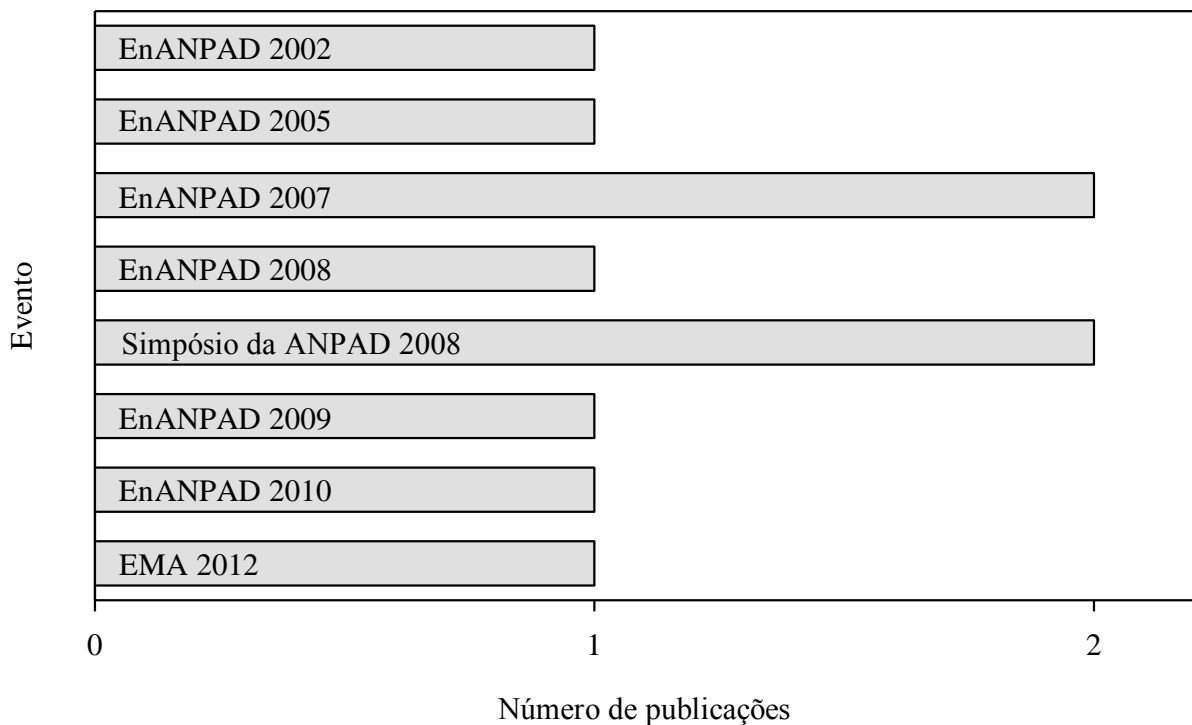 EnANPAD 2002
EnANPAD 2005
EnANPAD 2007
EnANPAD 2008
Simpósio da ANPAD 2008
EnANPAD 2009
EnANPAD 2010
EMA 2012
Evento
0 1 2
Número de publicações